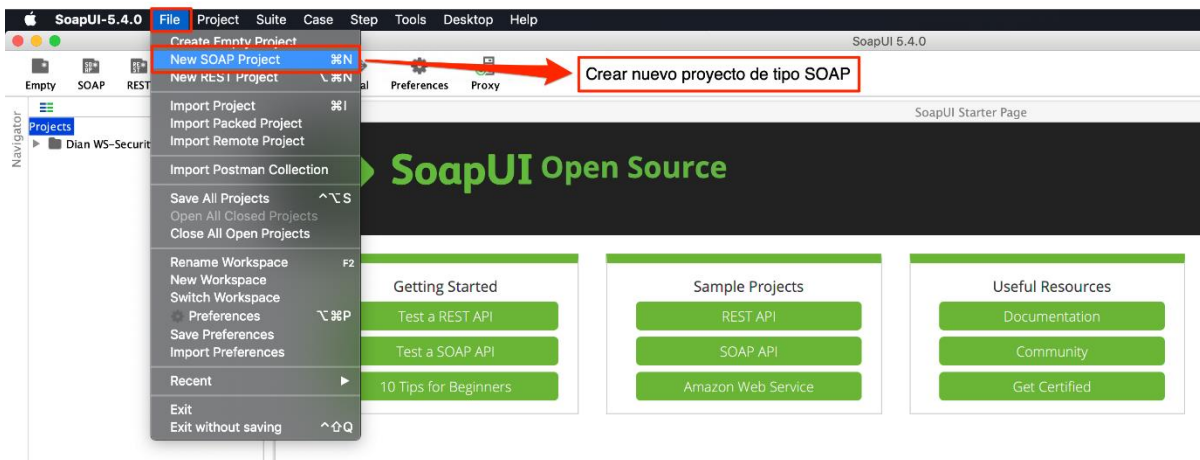 SoapUI-5.4.0 File Project Suite Case Step Tools Desktop Help
SoapUI 5.4.0
Create Empty Project
New SOAP Project ⌘N
New REST Project ⌥⌘N
Import Project ⌘I
Import Packed Project
Import Remote Project
Import Postman Collection
Save All Projects ^⌥S
Open All Closed Projects
Close All Open Projects
Rename Workspace F2
New Workspace
Switch Workspace
Preferences ⌥⌘P
Save Preferences
Import Preferences
Recent ▶
Exit
Exit without saving ^⇧Q
Crear nuevo proyecto de tipo SOAP
Empty SOAP REST Preferences Proxy
Navigator
Projects
Dian WS-Securit
SoapUI Starter Page
SoapUI Open Source
Getting Started
Test a REST API
Test a SOAP API
10 Tips for Beginners
Sample Projects
REST API
SOAP API
Amazon Web Service
Useful Resources
Documentation
Community
Get Certified